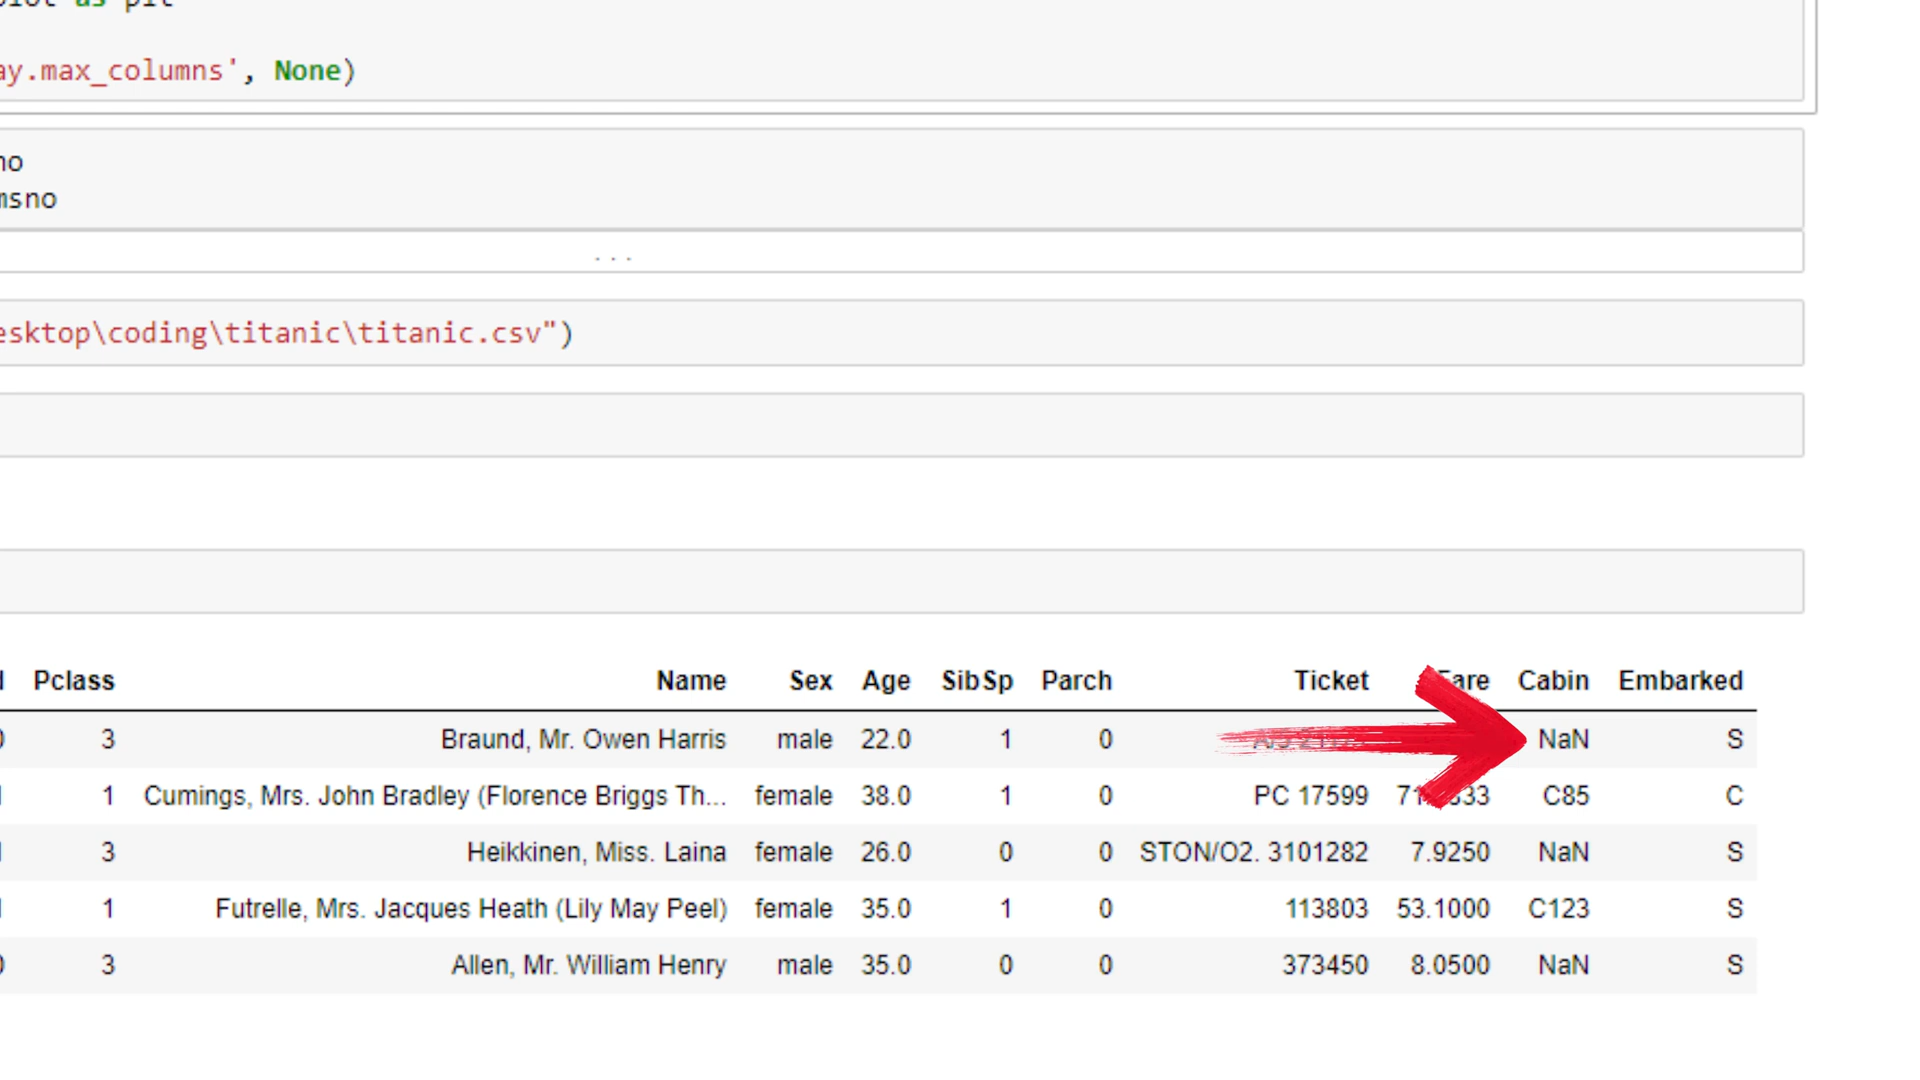 as plt
ay.max_columns', None)
no
msno
...
esktop\coding\titanic\titanic.csv")
Pclass Name Sex Age SibSp Parch Ticket Fare Cabin Embarked
3 Braund, Mr. Owen Harris male 22.0 1 0 NaN S
1 Cumings, Mrs. John Bradley (Florence Briggs Th... female 38.0 1 0 PC 17599 C85 C
3 Heikkinen, Miss. Laina female 26.0 0 0 STON/O2. 3101282 7.9250 NaN S
1 Futrelle, Mrs. Jacques Heath (Lily May Peel) female 35.0 1 0 113803 53.1000 C123 S
3 Allen, Mr. William Henry male 35.0 0 0 373450 8.0500 NaN S